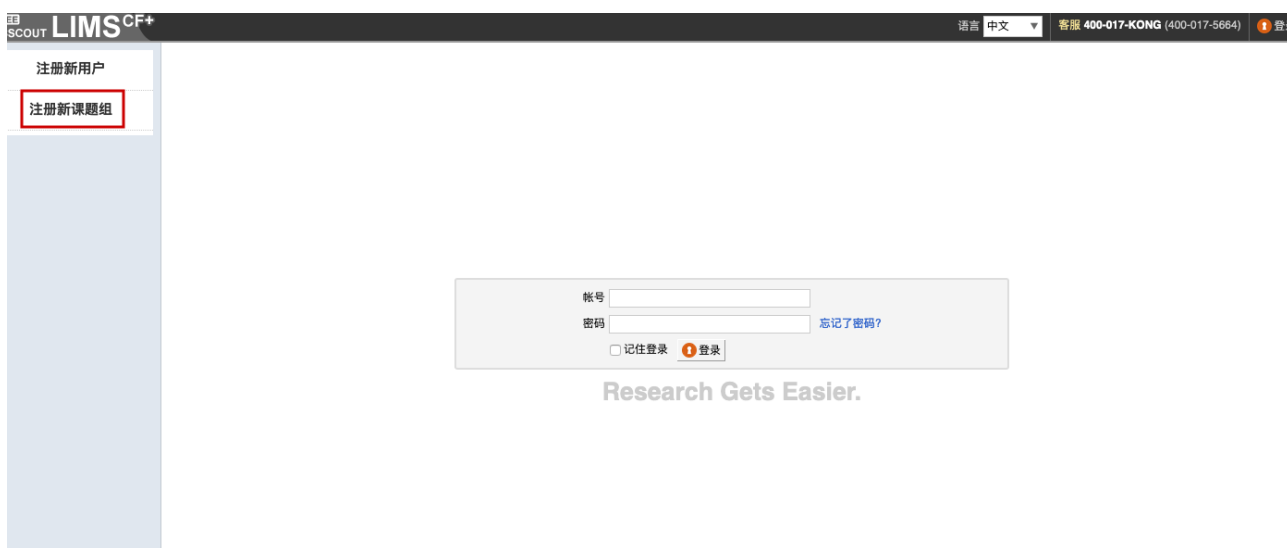 EE
SCOUT LIMS CF+
语言 中文 客服 400-017-KONG (400-017-5664) 登
注册新用户
注册新课题组
帐号
密码 忘记了密码?
记住登录 登录
Research Gets Easier.